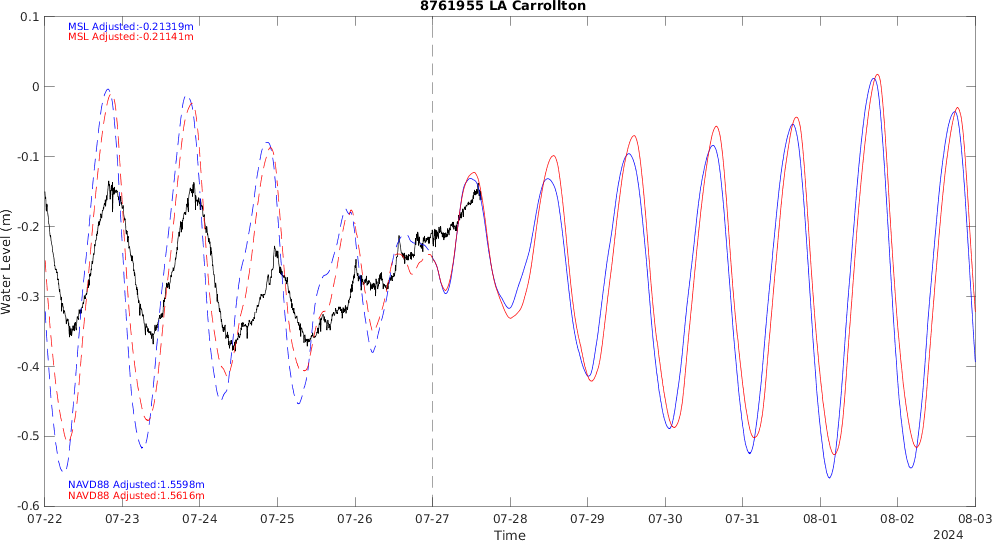 8761955 LA Carrollton
MSL Adjusted:-0.21319m
MSL Adjusted:-0.21141m
0.1
0
-0.1
-0.2
-0.3
-0.4
-0.5
-0.6
Water Level (m)
NAVD88 Adjusted:1.5598m
NAVD88 Adjusted:1.5616m
07-22 07-23 07-24 07-25 07-26 07-27 07-28 07-29 07-30 07-31 08-01 08-02 08-03
Time
2024